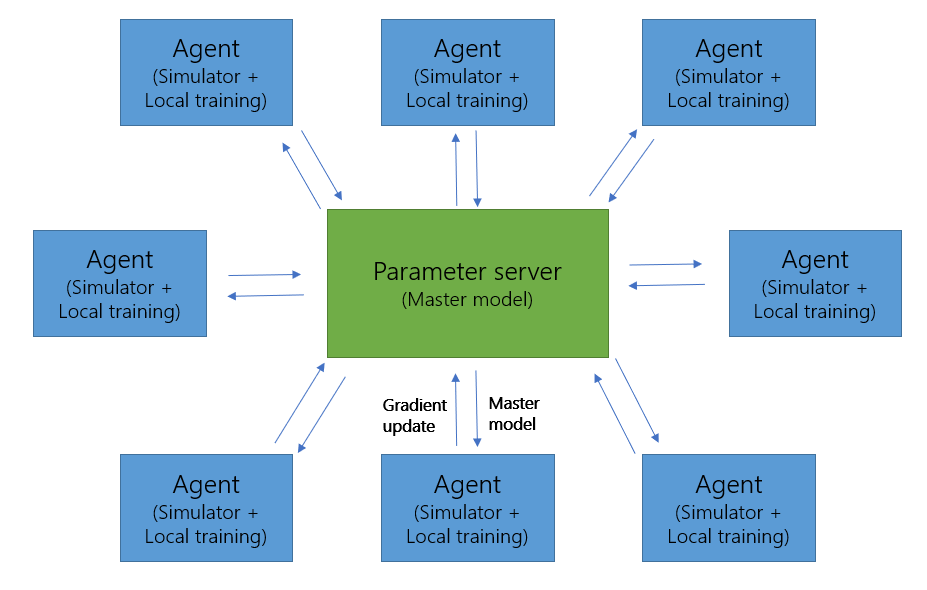 Agent
(Simulator +
Local training)
Agent
(Simulator +
Local training)
Agent
(Simulator +
Local training)
Agent
(Simulator +
Local training)
Parameter server
(Master model)
Agent
(Simulator +
Local training)
Gradient
update
Master
model
Agent
(Simulator +
Local training)
Agent
(Simulator +
Local training)
Agent
(Simulator +
Local training)